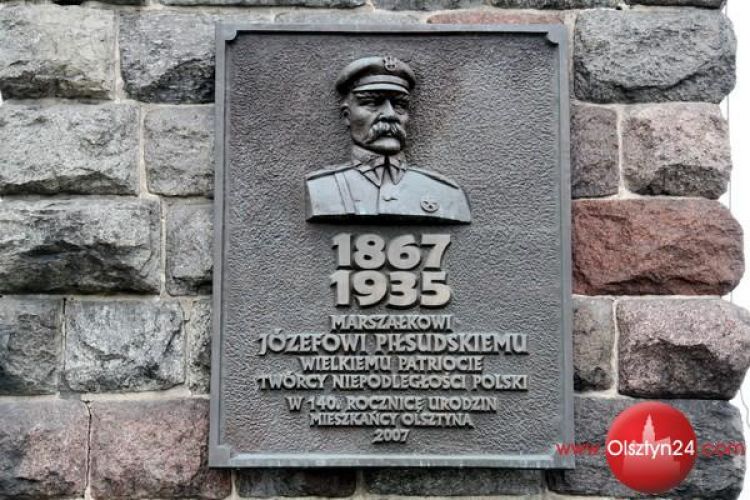 1867
1935
MARSZAŁKOWI
JÓZEFOWI PIŁSUDSKIEMU
WIELKIEMU PATRIOCIE
TWÓRCY NIEPODLEGŁOŚCI POLSKI
W 140. ROCZNICĘ URODZIN
MIESZKAŃCY OLSZTYNA
2007
www.Olsztyn24.com